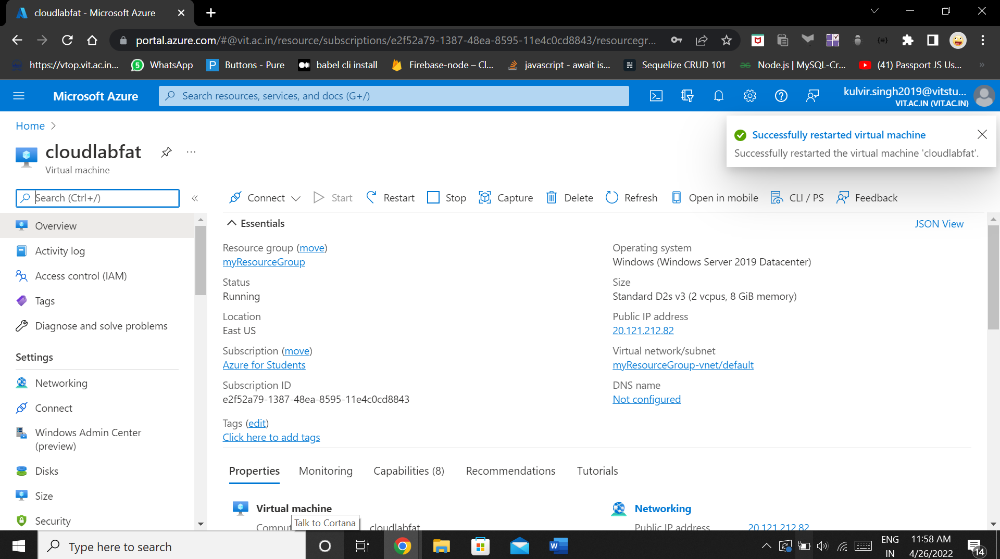 cloudlabfat - Microsoft Azure
portal.azure.com/#@vit.ac.in/resource/subscriptions/e2f52a79-1387-48ea-8595-11e4c0cd8843/resourcegr...
https://vtop.vit.ac.in...
5 WhatsApp
P Buttons - Pure
babel cli install
Firebase-node – Cl...
javascript - await is...
Sequelize CRUD 101
Node.js | MySQL-Cr...
(41) Passport JS Us...
»
Microsoft Azure
Search resources, services, and docs (G+/)
kulvir.singh2019@vitstu...
VIT.AC.IN (VIT.AC.IN)
Home
Successfully restarted virtual machine
Successfully restarted the virtual machine 'cloudlabfat'.
cloudlabfat
...
Virtual machine
Search (Ctrl+/)
«
Connect
Start
Restart
Stop
Capture
Delete
Refresh
Open in mobile
CLI / PS
Feedback
Overview
Activity log
Access control (IAM)
Tags
Diagnose and solve problems
Settings
Networking
Connect
Windows Admin Center
(preview)
Disks
Size
Security
Essentials
JSON View
Resource group (move)
myResourceGroup
Status
Running
Location
East US
Subscription (move)
Azure for Students
Subscription ID
e2f52a79-1387-48ea-8595-11e4c0cd8843
Tags (edit)
Click here to add tags
Operating system
Windows (Windows Server 2019 Datacenter)
Size
Standard D2s v3 (2 vcpus, 8 GiB memory)
Public IP address
20.121.212.82
Virtual network/subnet
myResourceGroup-vnet/default
DNS name
Not configured
Properties
Monitoring
Capabilities (8)
Recommendations
Tutorials
Virtual machine
Talk to Cortana
Comput
cloudlabfat
Networking
Public IP address
20.121.212.82
Type here to search
W
ENG
IN
11:58 AM
4/26/2022
14